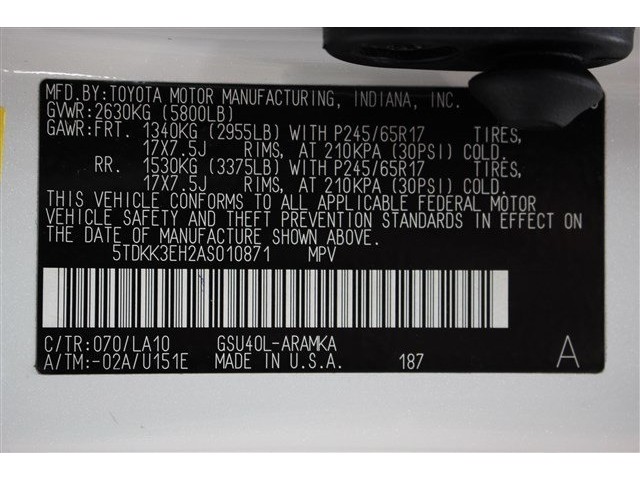 MFD.BY:TOYOTA MOTOR MANUFACTURING, INDIANA, INC.
GVWR:2630KG (5800LB)
GAWR:FRT. 1340KG (2955LB) WITH P245/65R17 TIRES,
17X7.5J RIMS, AT 210KPA (30PSI) COLD.
RR. 1530KG (3375LB) WITH P245/65R17 TIRES,
17X7.5J RIMS, AT 210KPA (30PSI) COLD.
THIS VEHICLE CONFORMS TO ALL APPLICABLE FEDERAL MOTOR
VEHICLE SAFETY AND THEFT PREVENTION STANDARDS IN EFFECT ON
THE DATE OF MANUFACTURE SHOWN ABOVE.
5TDKK3EH2AS010871 MPV
C/TR:070/LA10 GSU40L-ARAMKA
A/TM:-02A/U151E MADE IN U.S.A. 187 A